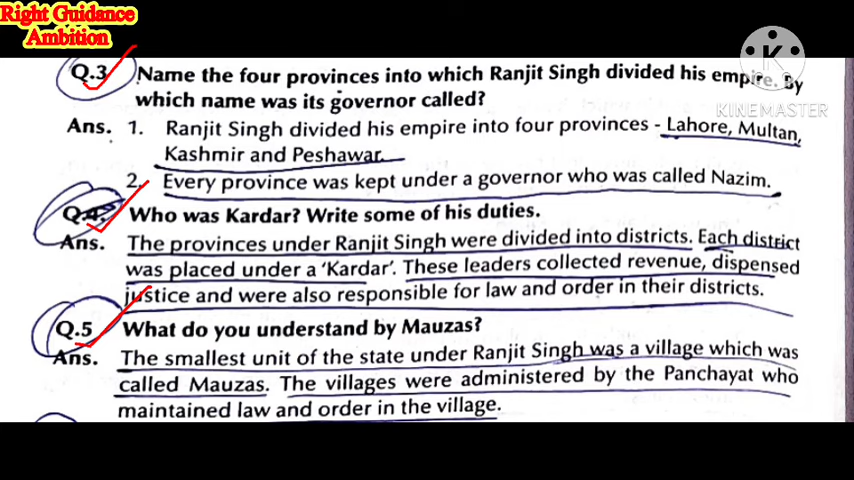 Right Guidance
Ambition
K
KINEMASTER
Q.3 Name the four provinces into which Ranjit Singh divided his empire. By
which name was its governor called?
Ans. 1. Ranjit Singh divided his empire into four provinces - Lahore, Multan,
Kashmir and Peshawar.
2. Every province was kept under a governor who was called Nazim.
Q.4. Who was Kardar? Write some of his duties.
Ans. The provinces under Ranjit Singh were divided into districts. Each district
was placed under a 'Kardar'. These leaders collected revenue, dispensed
justice and were also responsible for law and order in their districts.
Q.5 What do you understand by Mauzas?
Ans. The smallest unit of the state under Ranjit Singh was a village which was
called Mauzas. The villages were administered by the Panchayat who
maintained law and order in the village.